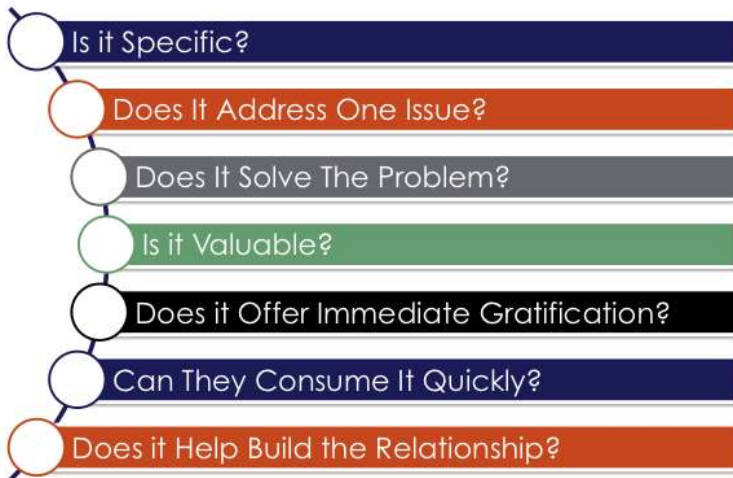 Is it Specific?
Does It Address One Issue?
Does It Solve The Problem?
Is it Valuable?
Does it Offer Immediate Gratification?
Can They Consume It Quickly?
Does it Help Build the Relationship?